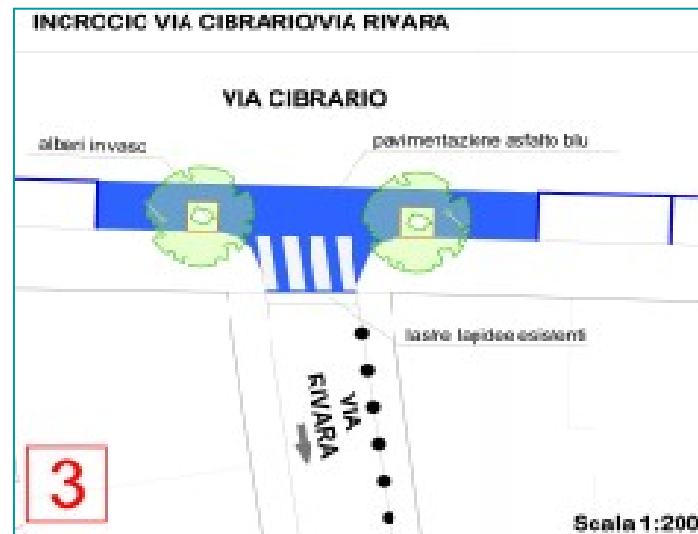 INCROCIO VIA CIBRARIO/VIA RIVARA
VIA CIBRARIO
alberi in vaso
pavimentazione asfalto blu
lastre lapidee esistenti
VIA
RIVARA
3
Scala 1:200